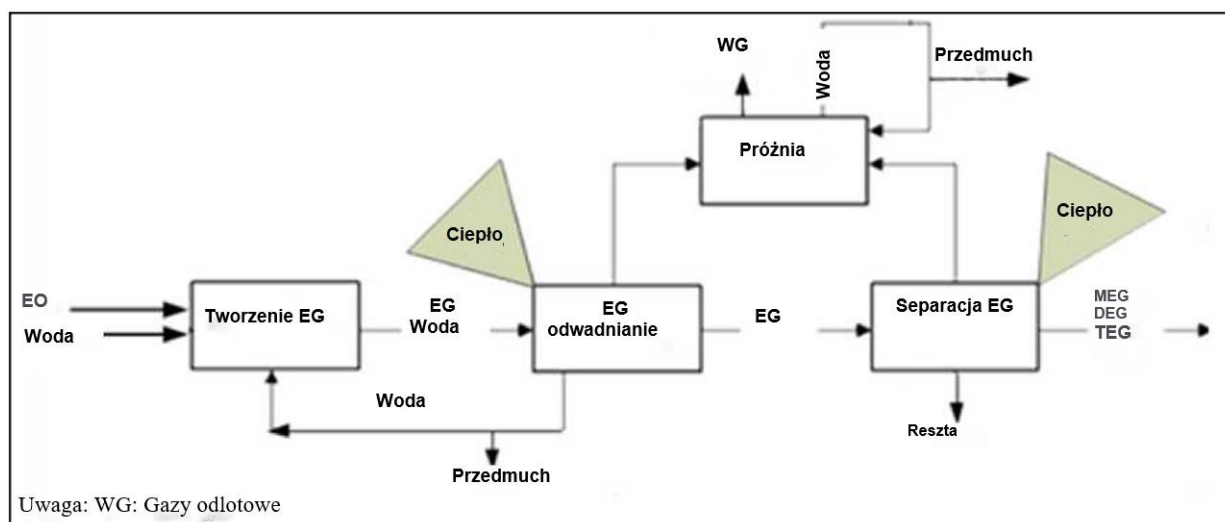 WG
Woda
Przedmuch
Próżnia
Ciepło
Ciepło
EO
Woda
Tworzenie EG
EG
Woda
EG
odwadnianie
EG
Separacja EG
MEG
DEG
TEG
Woda
Reszta
Przedmuch
Uwaga: WG: Gazy odlotowe